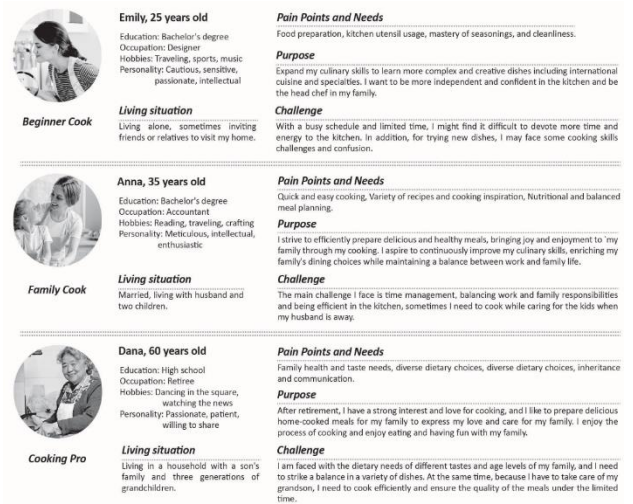 Emily, 25 years old
Education: Bachelor's degree
Occupation: Designer
Hobbies: Traveling, sports, music
Personality: Cautious, sensitive,
passionate, intellectual
Beginner Cook
Living situation
Living alone, sometimes inviting
friends or relatives to visit my home.
Pain Points and Needs
Food preparation, kitchen utensil usage, mastery of seasonings, and cleanliness.
Purpose
Expand my culinary skills to learn more complex and creative dishes including international
cuisine and specialties. I want to be more independent and confident in the kitchen and be
the head chef in my family.
Challenge
With a busy schedule and limited time, I might find it difficult to devote more time and
energy to the kitchen. In addition, for trying new dishes, I may face some cooking skills
challenges and confusion.
Anna, 35 years old
Education: Bachelor's degree
Occupation: Accountant
Hobbies: Reading, traveling, crafting
Personality: Meticulous, intellectual,
enthusiastic
Family Cook
Living situation
Married, living with husband and
two children.
Pain Points and Needs
Quick and easy cooking, Variety of recipes and cooking inspiration, Nutritional and balanced
meal planning.
Purpose
I strive to efficiently prepare delicious and healthy meals, bringing joy and enjoyment to `my
family through my cooking. I aspire to continuously improve my culinary skills, enriching my
family's dining choices while maintaining a balance between work and family life.
Challenge
The main challenge I face is time management, balancing work and family responsibilities
and being efficient in the kitchen, sometimes I need to cook while caring for the kids when
my husband is away.
Dana, 60 years old
Education: High school
Occupation: Retiree
Hobbies: Dancing in the square,
watching the news
Personality: Passionate, patient,
willing to share
Cooking Pro
Living situation
Living in a household with a son's
family and three generations of
grandchildren.
Pain Points and Needs
Family health and taste needs, diverse dietary choices, diverse dietary choices, inheritance
and communication.
Purpose
After retirement, I have a strong interest and love for cooking, and I like to prepare delicious
home-cooked meals for my family to express my love and care for my family. I enjoy the
process of cooking and enjoy eating and having fun with my family.
Challenge
I am faced with the dietary needs of different tastes and age levels of my family, and I need
to strike a balance in a variety of dishes. At the same time, because I have to take care of my
grandson, I need to cook efficiently and ensure the quality of the meals under the limited
time.